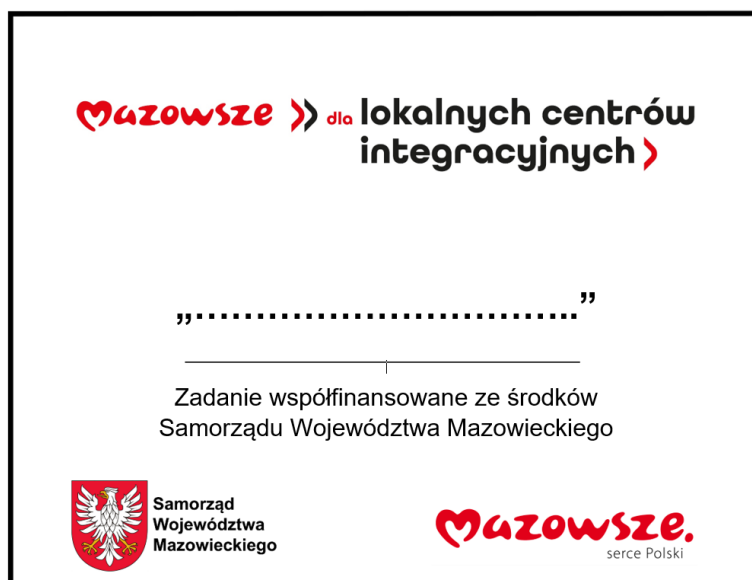 mazowsze dla lokalnych centrów
integracyjnych
„…………………………….."
Zadanie współfinansowane ze środków
Samorządu Województwa Mazowieckiego
Samorząd
Województwa
Mazowieckiego
mazowsze.
serce Polski